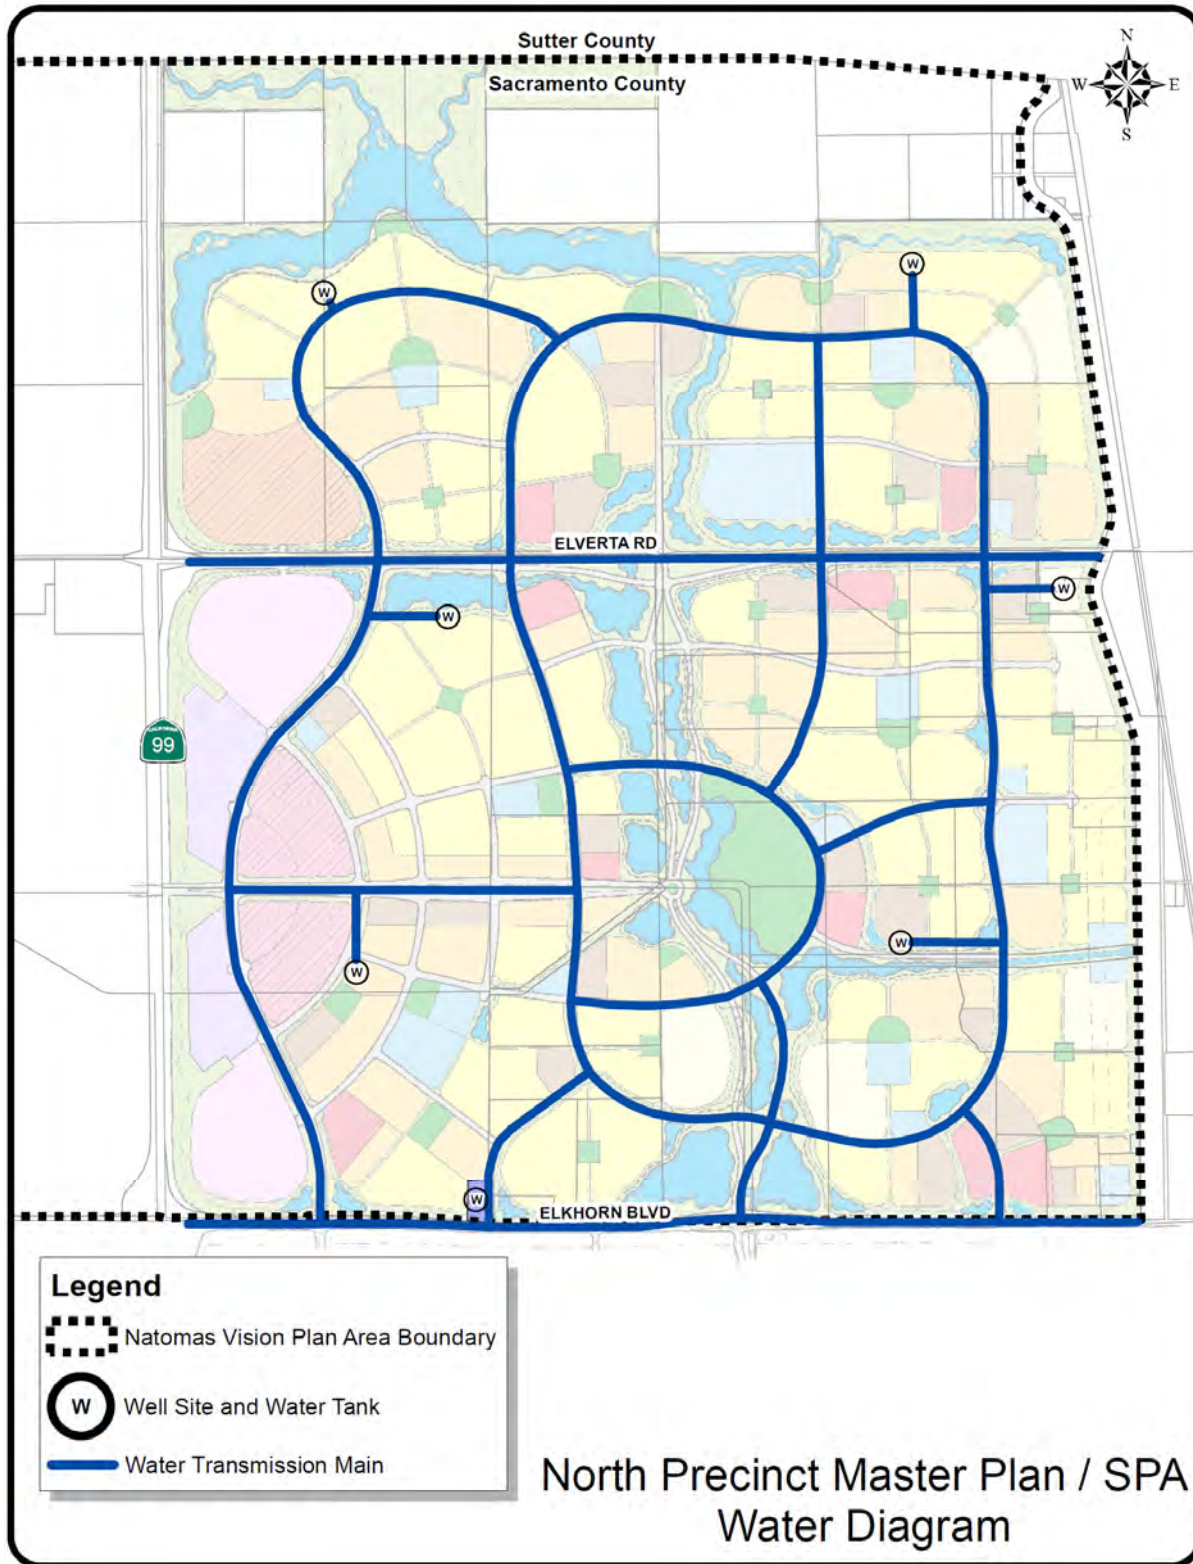 Sutter County
Sacramento County
N
W
E
S
W
W
ELVERTA RD
W
W
CALIFORNIA
99
W
W
W
ELKHORN BLVD
Legend
Natomas Vision Plan Area Boundary
W
Well Site and Water Tank
Water Transmission Main
North Precinct Master Plan / SPA
Water Diagram